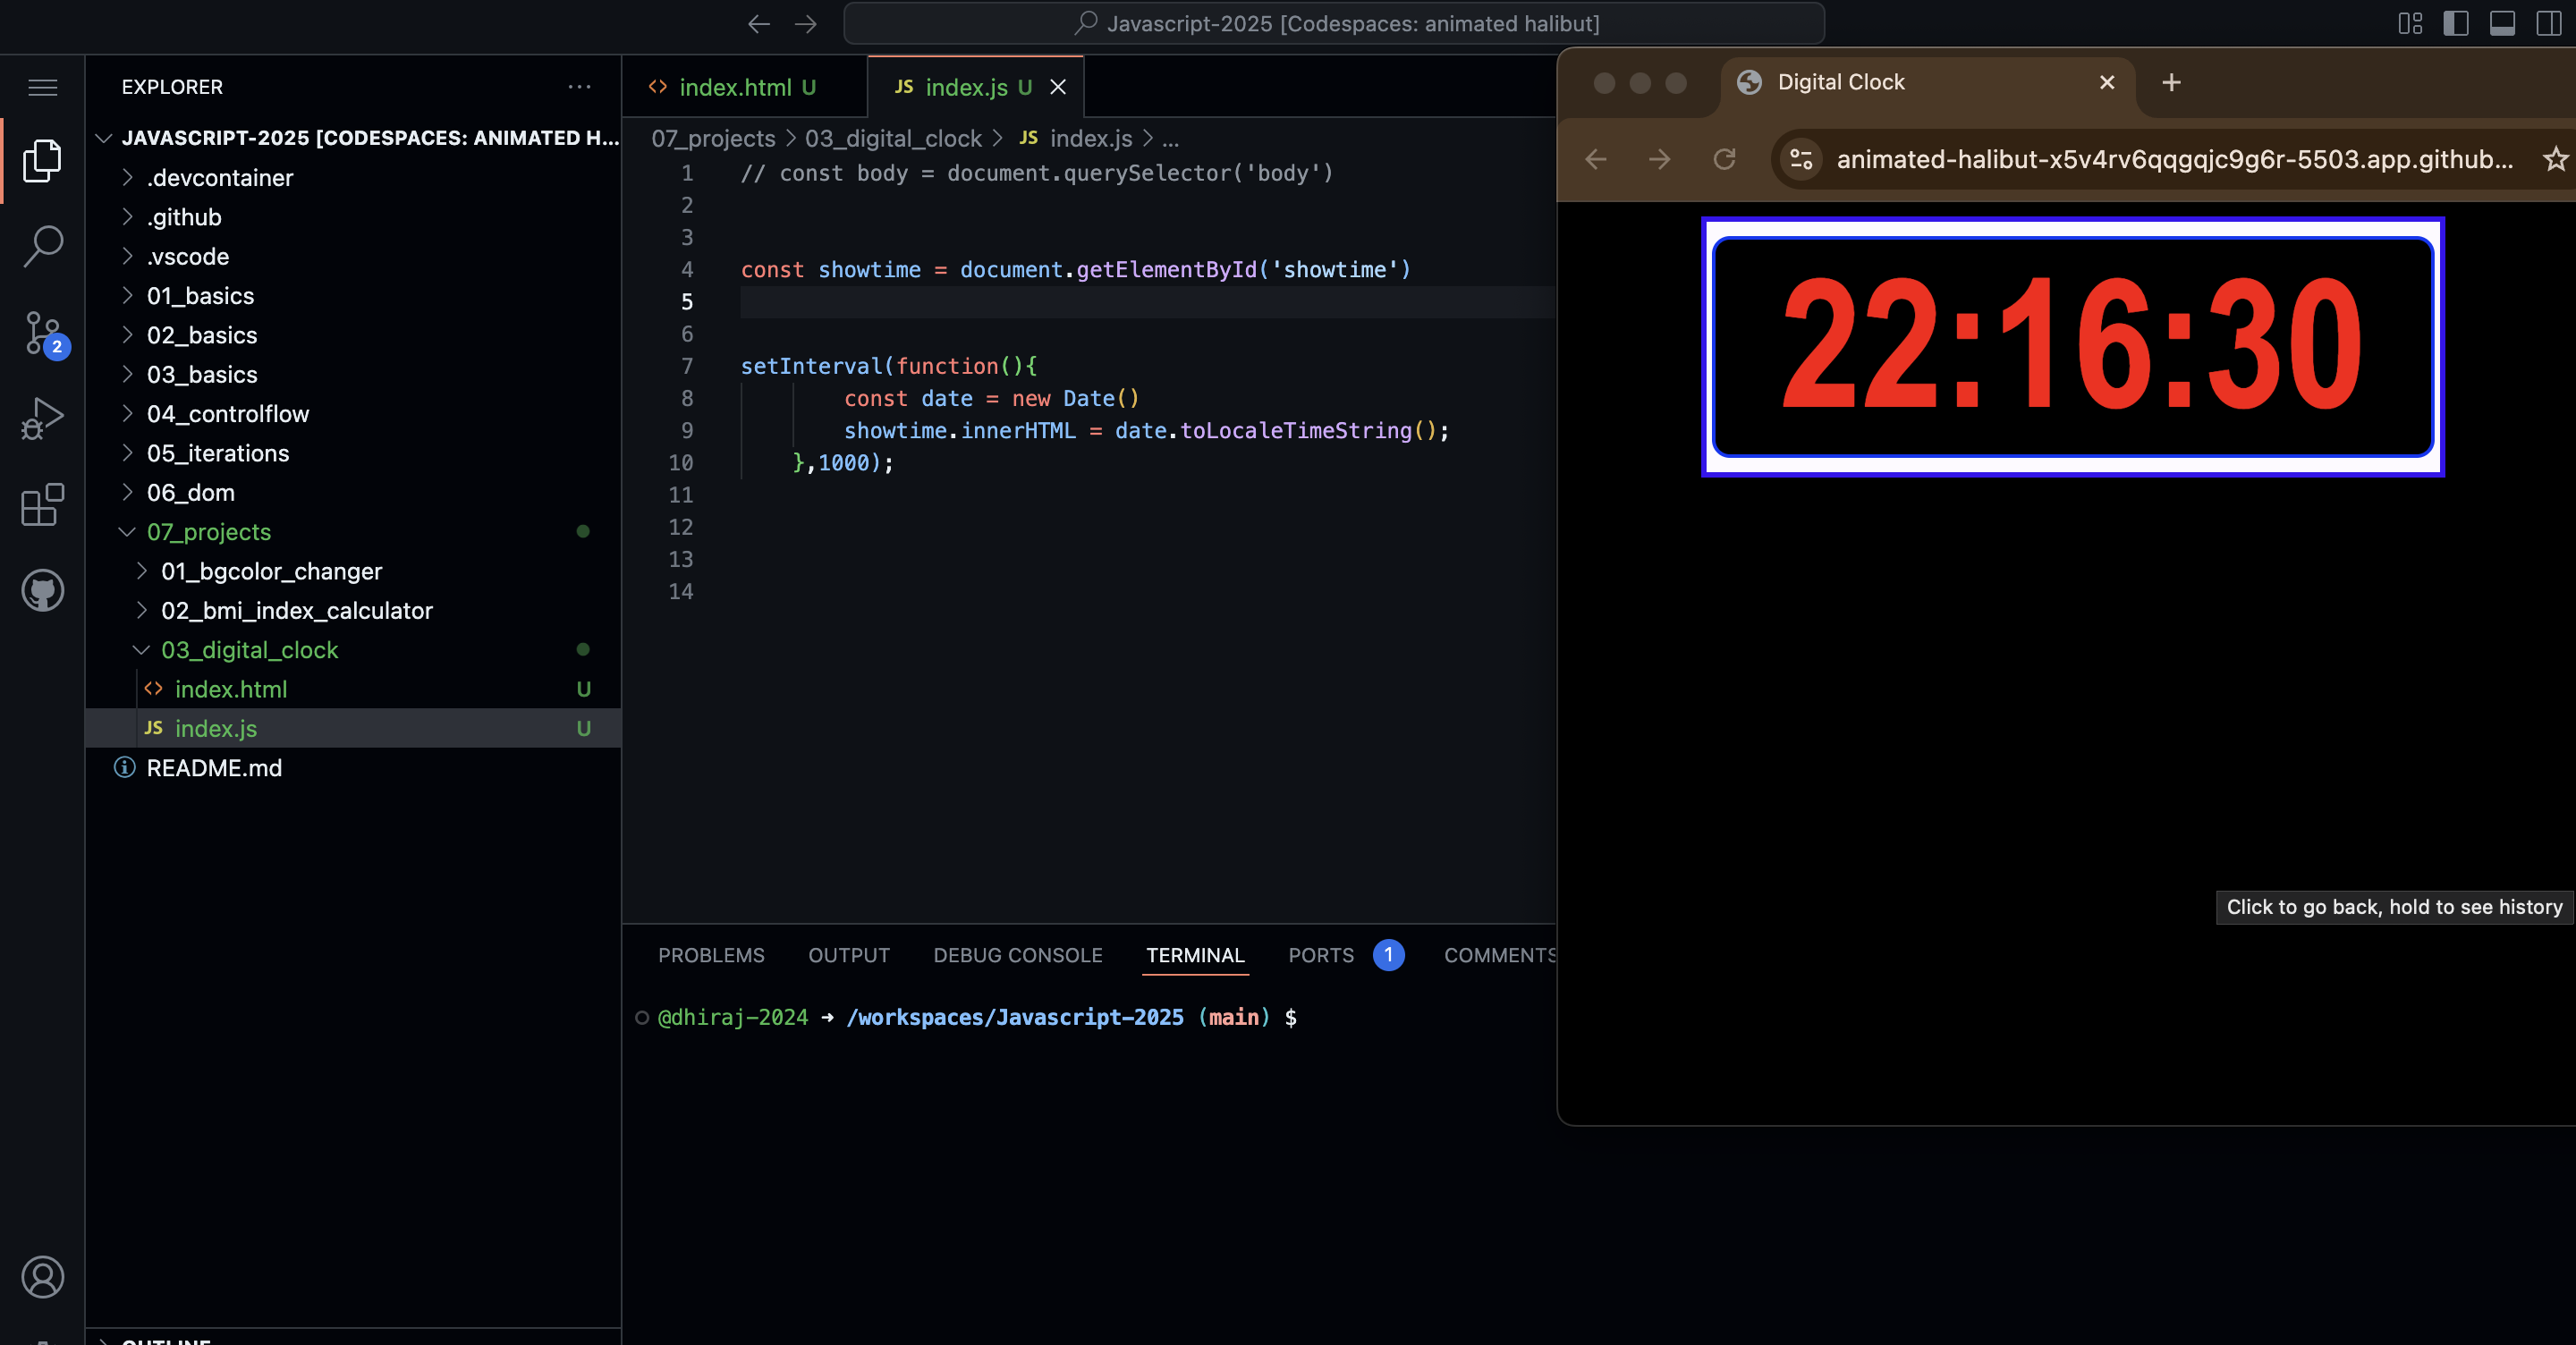 Javascript-2025 [Codespaces: animated halibut]
EXPLORER
JAVASCRIPT-2025 [CODESPACES: ANIMATED H...
.devcontainer
.github
.vscode
01_basics
02_basics
03_basics
04_controlflow
05_iterations
06_dom
07_projects
01_bgcolor_changer
02_bmi_index_calculator
03_digital_clock
index.html U
JS index.js U
README.md
OUTLINE
2
index.html U
JS index.js U
07_projects > 03_digital_clock > JS index.js > ...
1 // const body = document.querySelector('body')
2
3
4 const showtime = document.getElementById('showtime')
5
6
7 setInterval(function(){
8 const date = new Date()
9 showtime.innerHTML = date.toLocaleTimeString();
10 },1000);
11
12
13
14
PROBLEMS OUTPUT DEBUG CONSOLE TERMINAL PORTS 1 COMMENTS
@dhiraj-2024 → /workspaces/Javascript-2025 (main) $
Digital Clock
animated-halibut-x5v4rv6qqgqjc9g6r-5503.app.github...
22:16:30
Click to go back, hold to see history